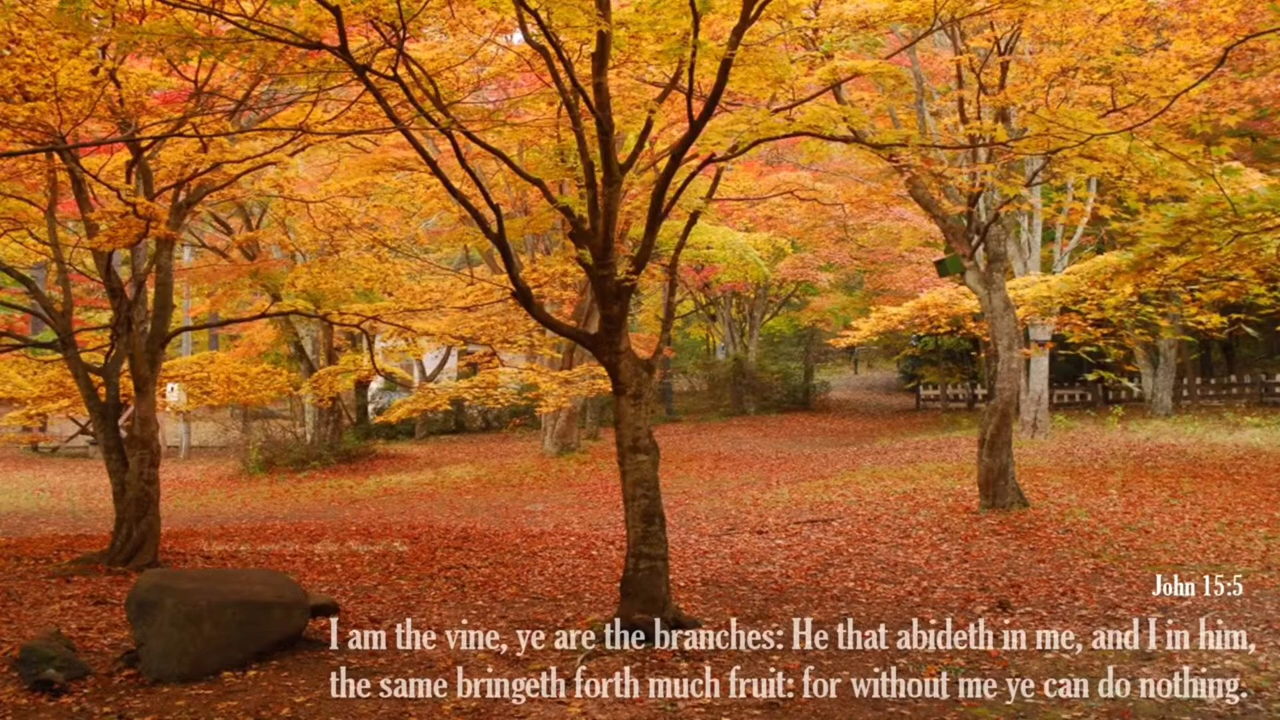 John 15:5
I am the vine, ye are the branches: He that abideth in me, and I in him,
the same bringeth forth much fruit: for without me ye can do nothing.